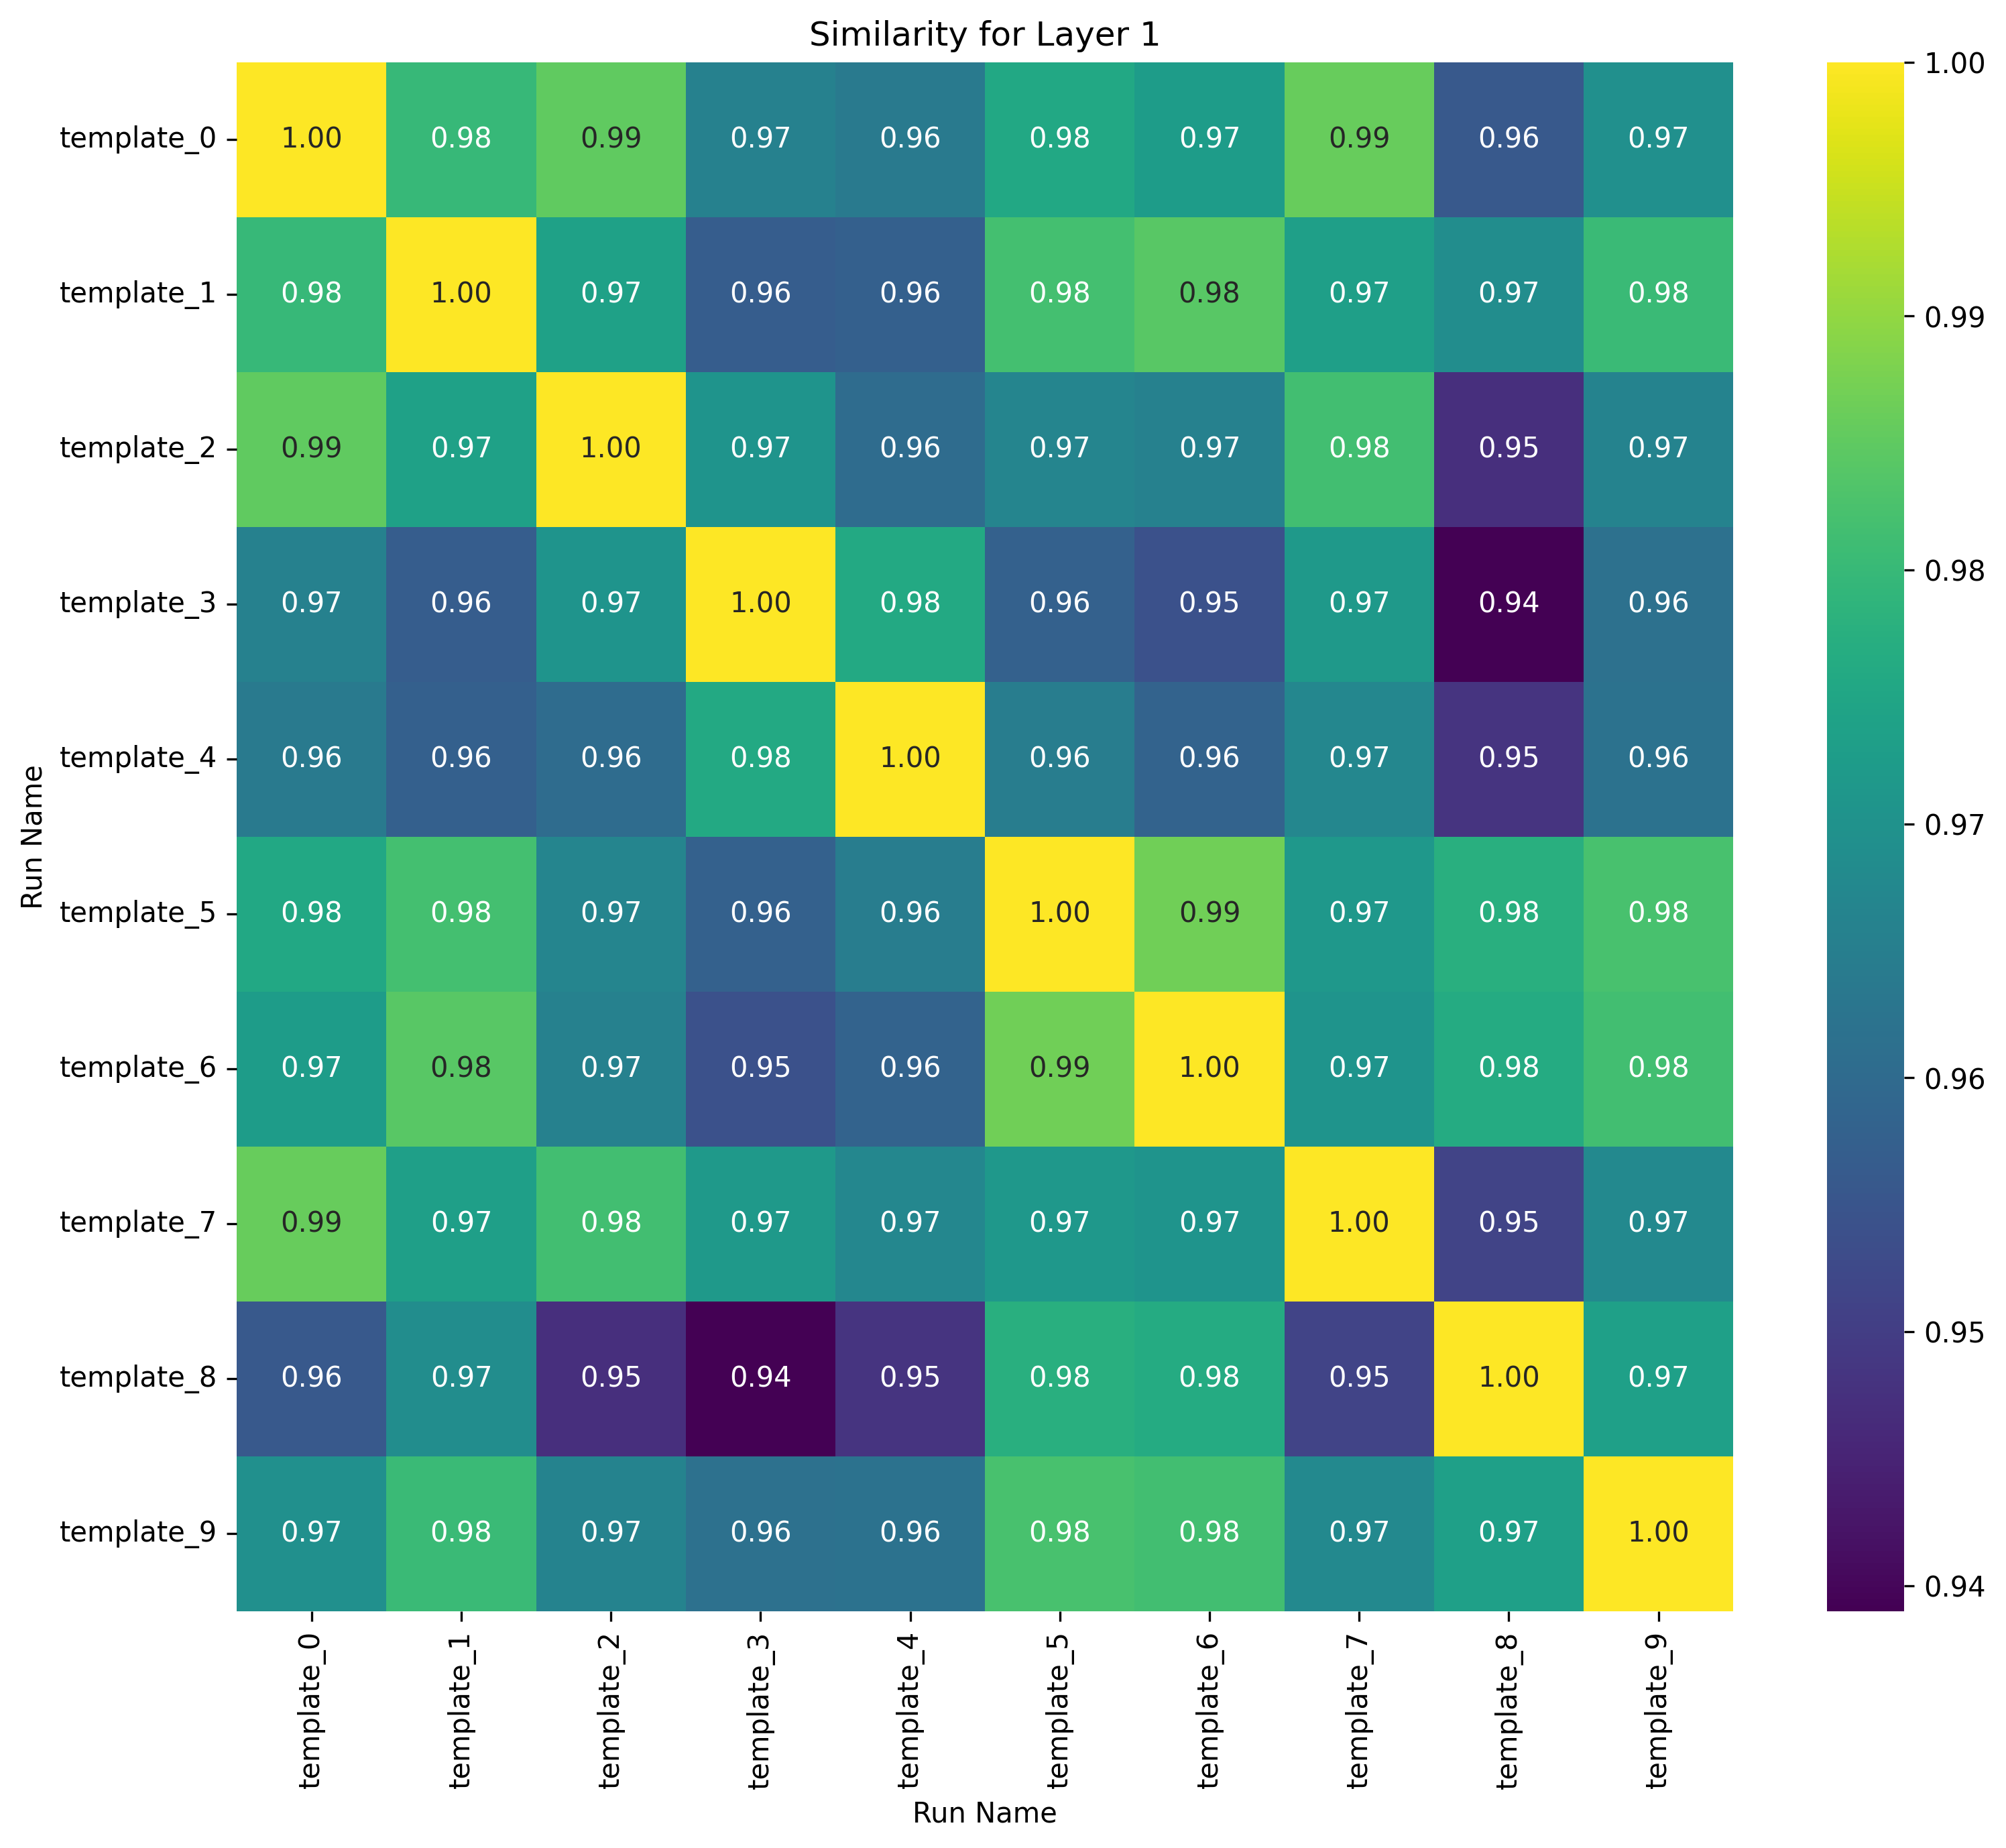 Similarity for Layer 1
template_0 1.00 0.98 0.99 0.97 0.96 0.98 0.97 0.99 0.96 0.97
template_1 0.98 1.00 0.97 0.96 0.96 0.98 0.98 0.97 0.97 0.98
template_2 0.99 0.97 1.00 0.97 0.96 0.97 0.97 0.98 0.95 0.97
template_3 0.97 0.96 0.97 1.00 0.98 0.96 0.95 0.97 0.94 0.96
template_4 0.96 0.96 0.96 0.98 1.00 0.96 0.96 0.97 0.95 0.96
template_5 0.98 0.98 0.97 0.96 0.96 1.00 0.99 0.97 0.98 0.98
template_6 0.97 0.98 0.97 0.95 0.96 0.99 1.00 0.97 0.98 0.98
template_7 0.99 0.97 0.98 0.97 0.97 0.97 0.97 1.00 0.95 0.97
template_8 0.96 0.97 0.95 0.94 0.95 0.98 0.98 0.95 1.00 0.97
template_9 0.97 0.98 0.97 0.96 0.96 0.98 0.98 0.97 0.97 1.00
template_0 template_1 template_2 template_3 template_4 template_5 template_6 template_7 template_8 template_9
Run Name
Run Name
1.00
0.99
0.98
0.97
0.96
0.95
0.94